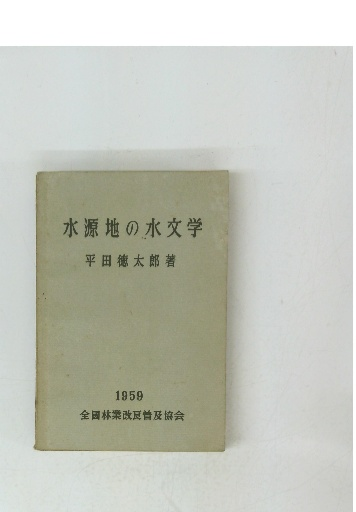 水源地の水文学
平田徳太郎著
1959
全國林業改良普及協会